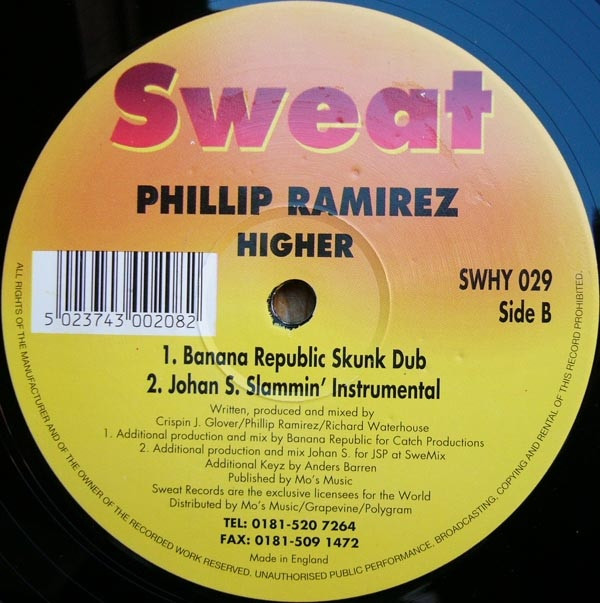 Sweat
PHILLIP RAMIREZ
HIGHER
SWHY 029
Side B
5 023743 002082
1. Banana Republic Skunk Dub
2. Johan S. Slammin' Instrumental
Written, produced and mixed by
Crispin J. Glover/Phillip Ramirez/Richard Waterhouse
1. Additional production and mix by Banana Republic for Catch Productions
2. Additional production and mix Johan S. for JSP at SweMix
Additional Keyz by Anders Barren
Published by Mo's Music
Sweat Records are the exclusive licensees for the World
Distributed by Mo's Music/Grapevine/Polygram
TEL: 0181-520 7264
FAX: 0181-509 1472
Made in England
ALL RIGHTS OF THE MANUFACTURER AND OF THE OWNER OF THE RECORDED WORK RESERVED. UNAUTHORISED PUBLIC PERFORMANCE, BROADCASTING, COPYING AND RENTAL OF THIS RECORD PROHIBITED.